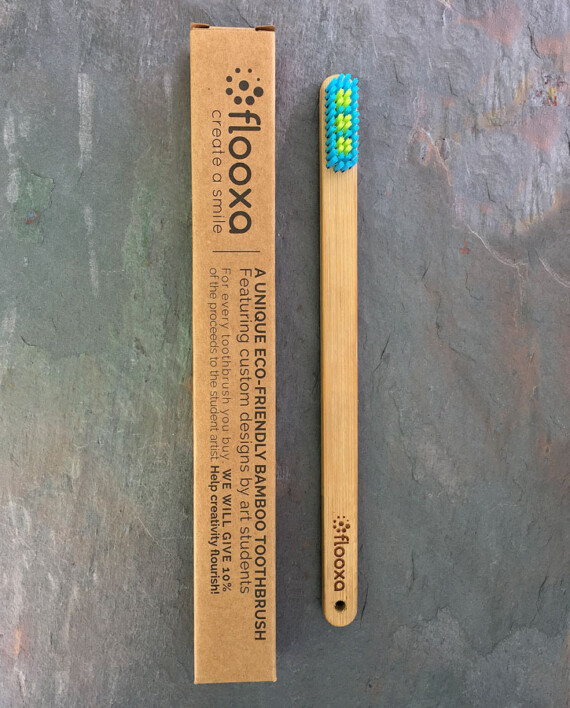 flooxa
create a smile
A UNIQUE ECO-FRIENDLY BAMBOO TOOTHBRUSH
Featuring custom designs by art students
For every toothbrush you buy, WE WILL GIVE 10%
of the proceeds to the student artist. Help creativity flourish!
flooxa